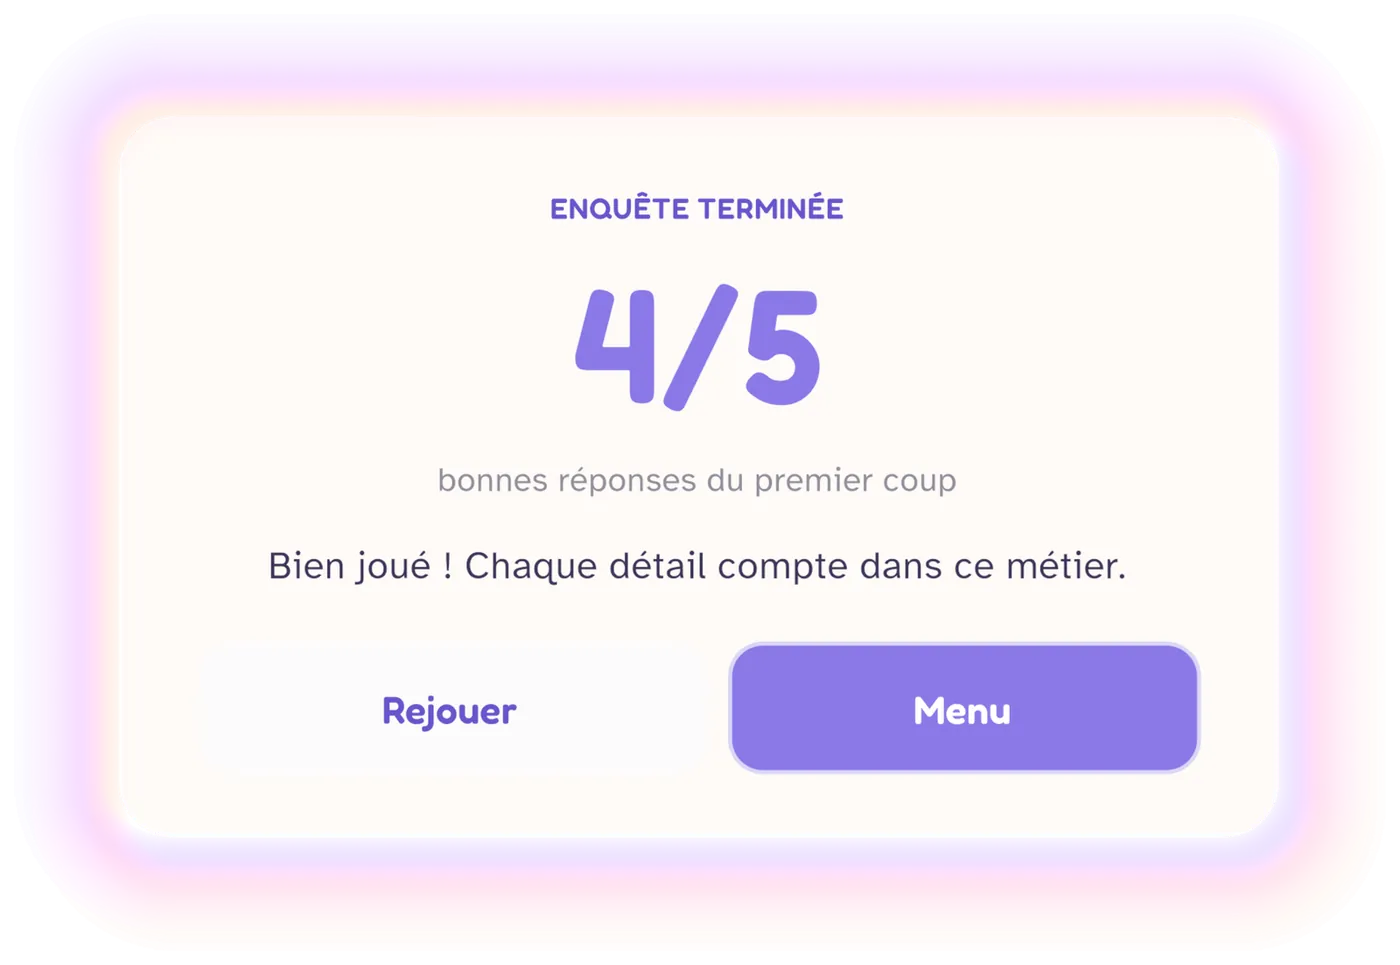 ENQUÊTE TERMINÉE
4/5
bonnes réponses du premier coup
Bien joué ! Chaque détail compte dans ce métier.
Rejouer
Menu